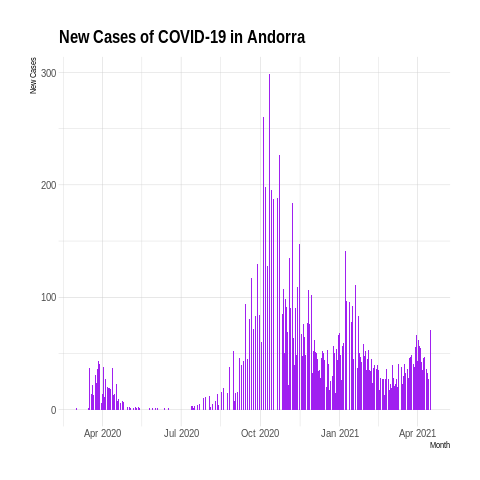 New Cases of COVID-19 in Andorra
New Cases
300
200
100
0
Apr 2020
Jul 2020
Oct 2020
Jan 2021
Apr 2021
Month